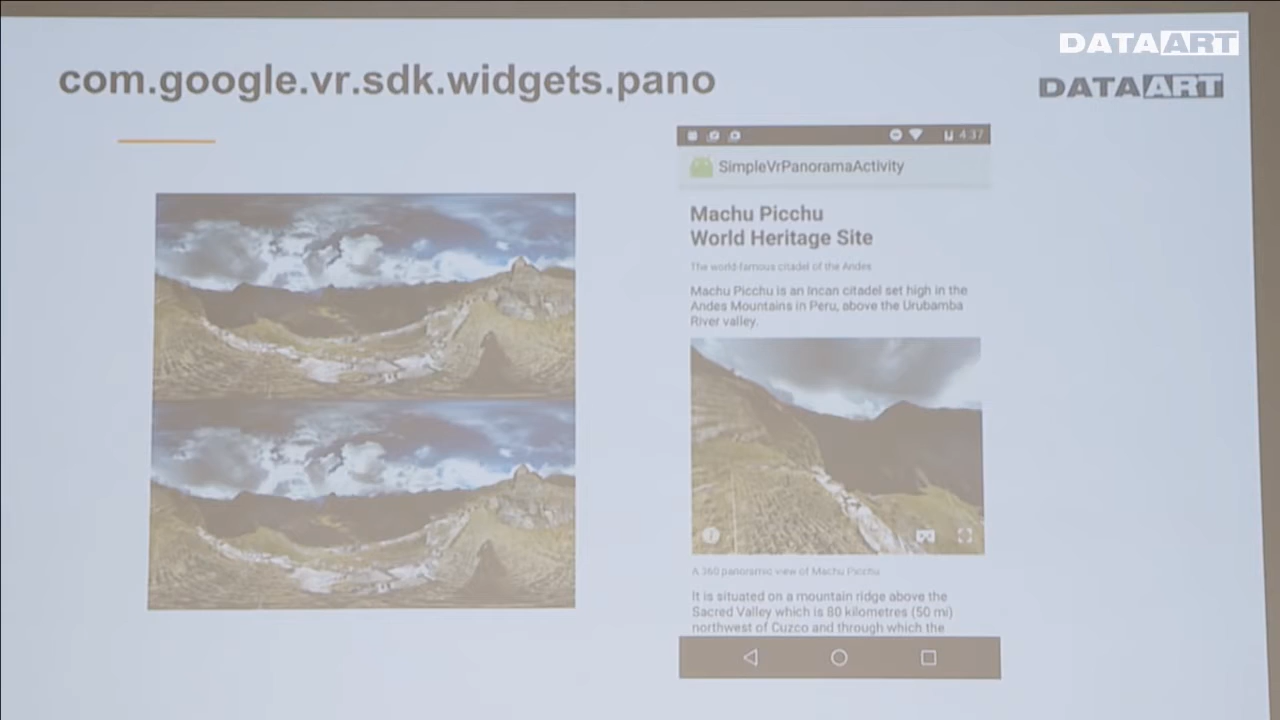 DATAART
com.google.vr.sdk.widgets.pano
DATAART
4:37
SimpleVrPanoramaActivity
Machu Picchu
World Heritage Site
The world-famous citadel of the Andes
Machu Picchu is an Incan citadel set high in the
Andes Mountains in Peru, above the Urubamba
River valley.
A 360 panoramic view of Machu Picchu
It is situated on a mountain ridge above the
Sacred Valley which is 80 kilometres (50 mi)
northwest of Cuzco and through which the